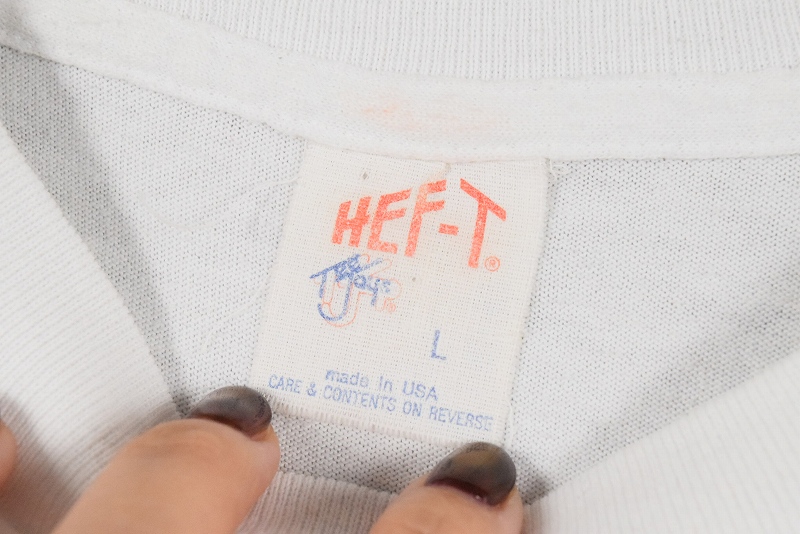 HEF-T®
L
made in USA
CARE & CONTENTS ON REVERSE